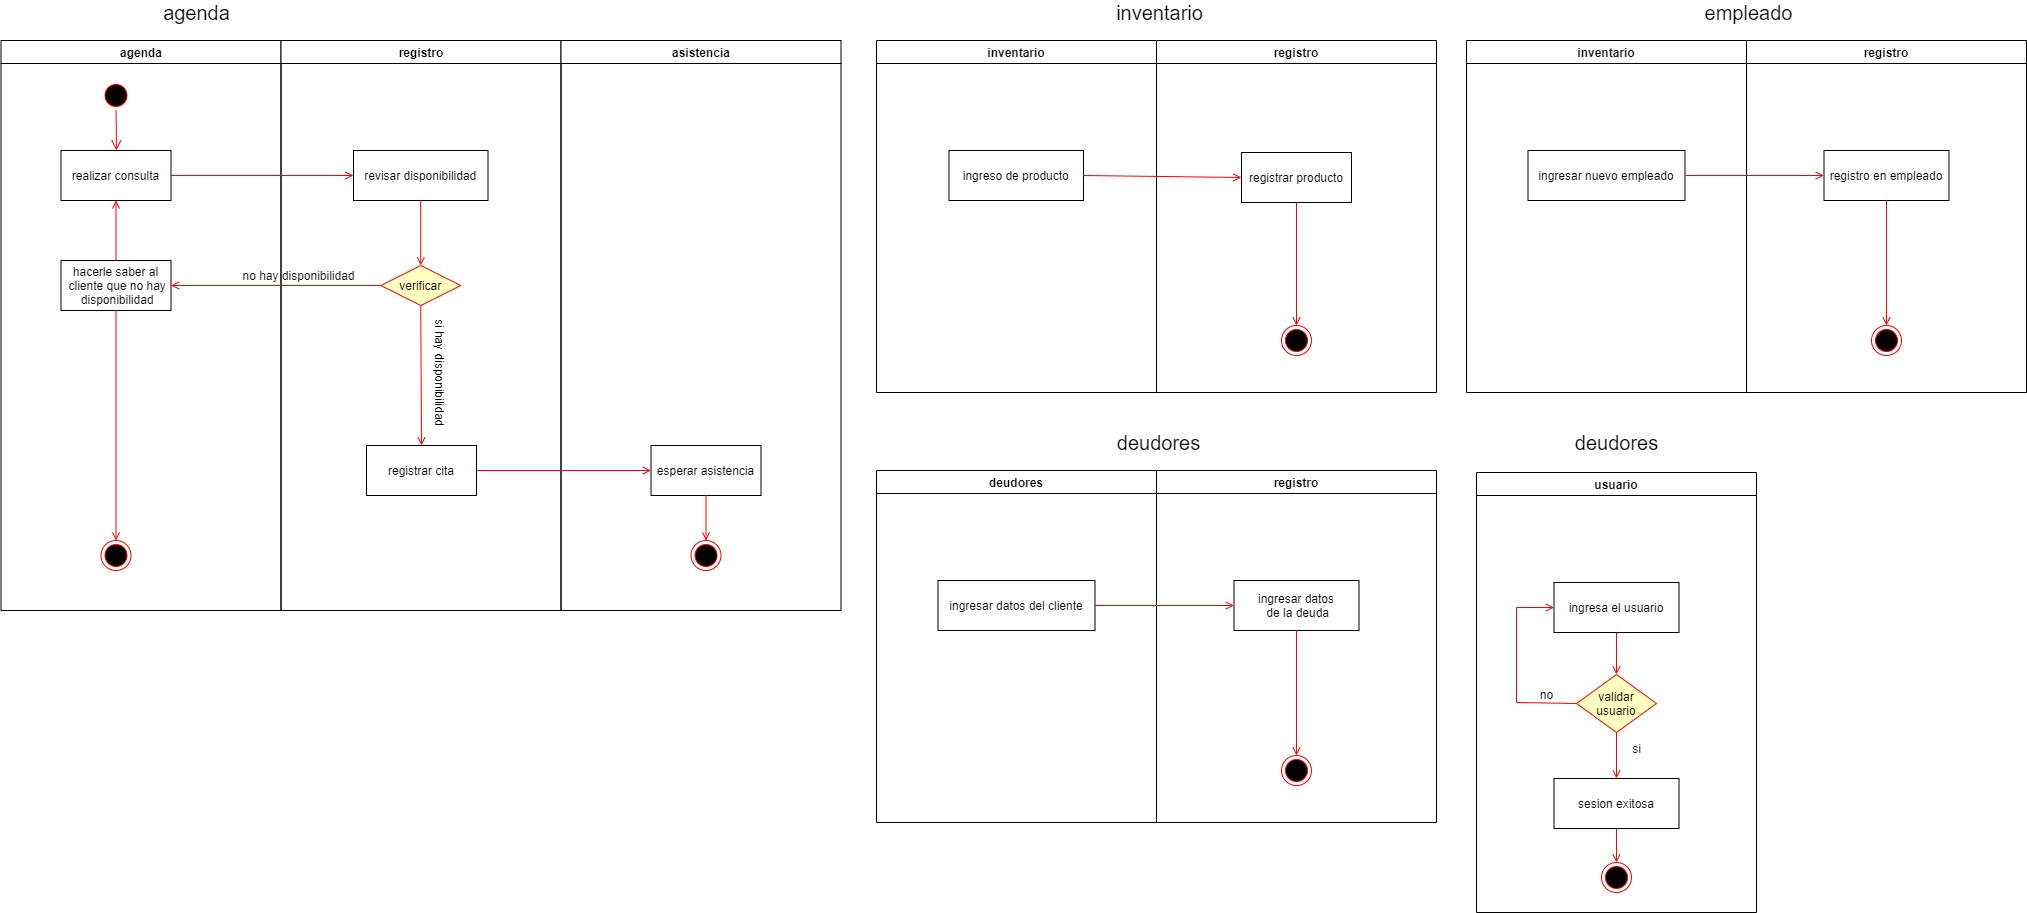 agenda
agenda
registro
asistencia
realizar consulta
revisar disponibilidad
hacerle saber al
cliente que no hay
disponibilidad
no hay disponibilidad
verificar
si hay disponibilidad
registrar cita
esperar asistencia
inventario
inventario
registro
ingreso de producto
registrar producto
empleado
inventario
registro
ingresar nuevo empleado
registro en empleado
deudores
deudores
registro
ingresar datos del cliente
ingresar datos
de la deuda
deudores
usuario
ingresa el usuario
no
validar
usuario
si
sesion exitosa